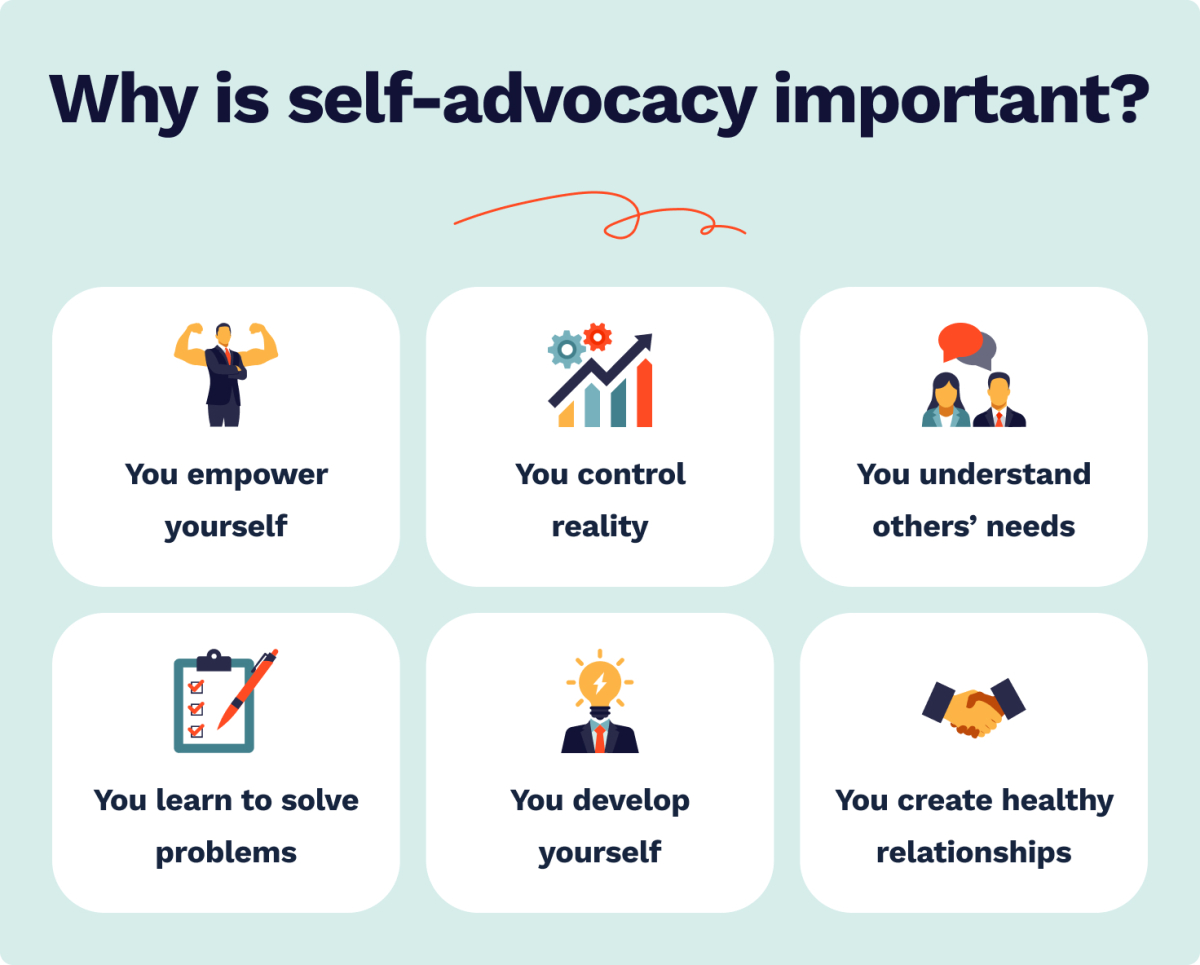 Why is self-advocacy important?
You empower
yourself
You control
reality
You understand
others’ needs
You learn to solve
problems
You develop
yourself
You create healthy
relationships